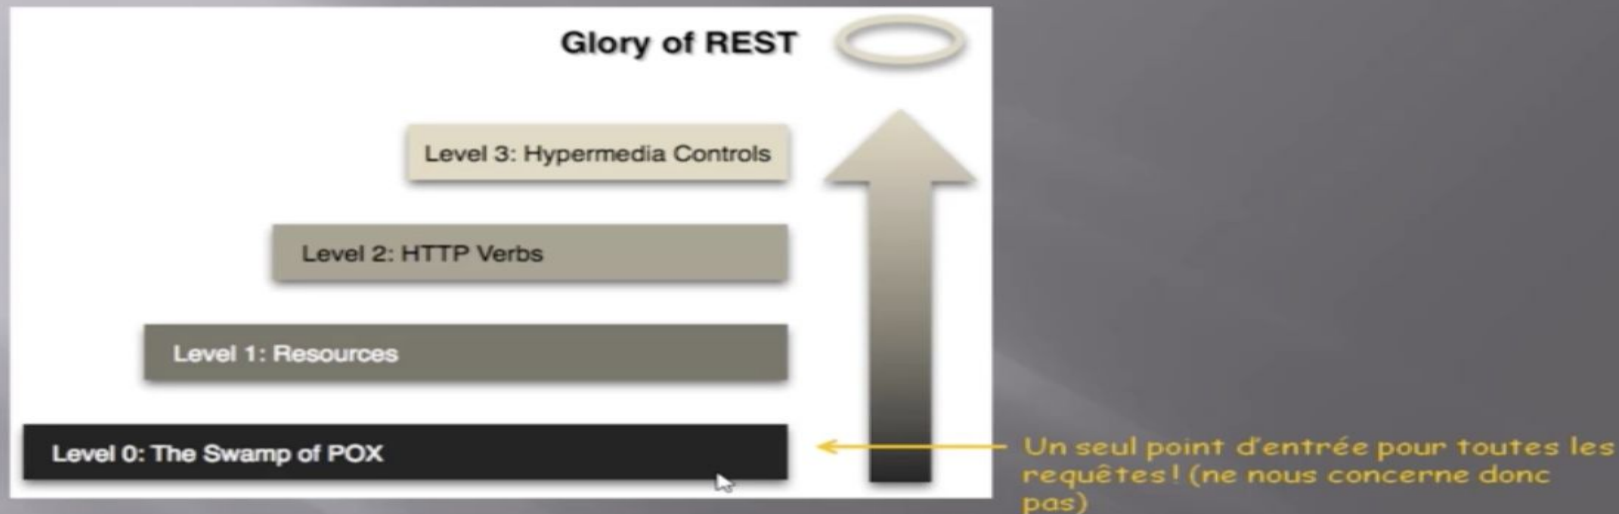 Glory of REST
Level 3: Hypermedia Controls
Level 2: HTTP Verbs
Level 1: Resources
Level 0: The Swamp of POX
Un seul point d'entrée pour toutes les
requêtes! (ne nous concerne donc
pas)